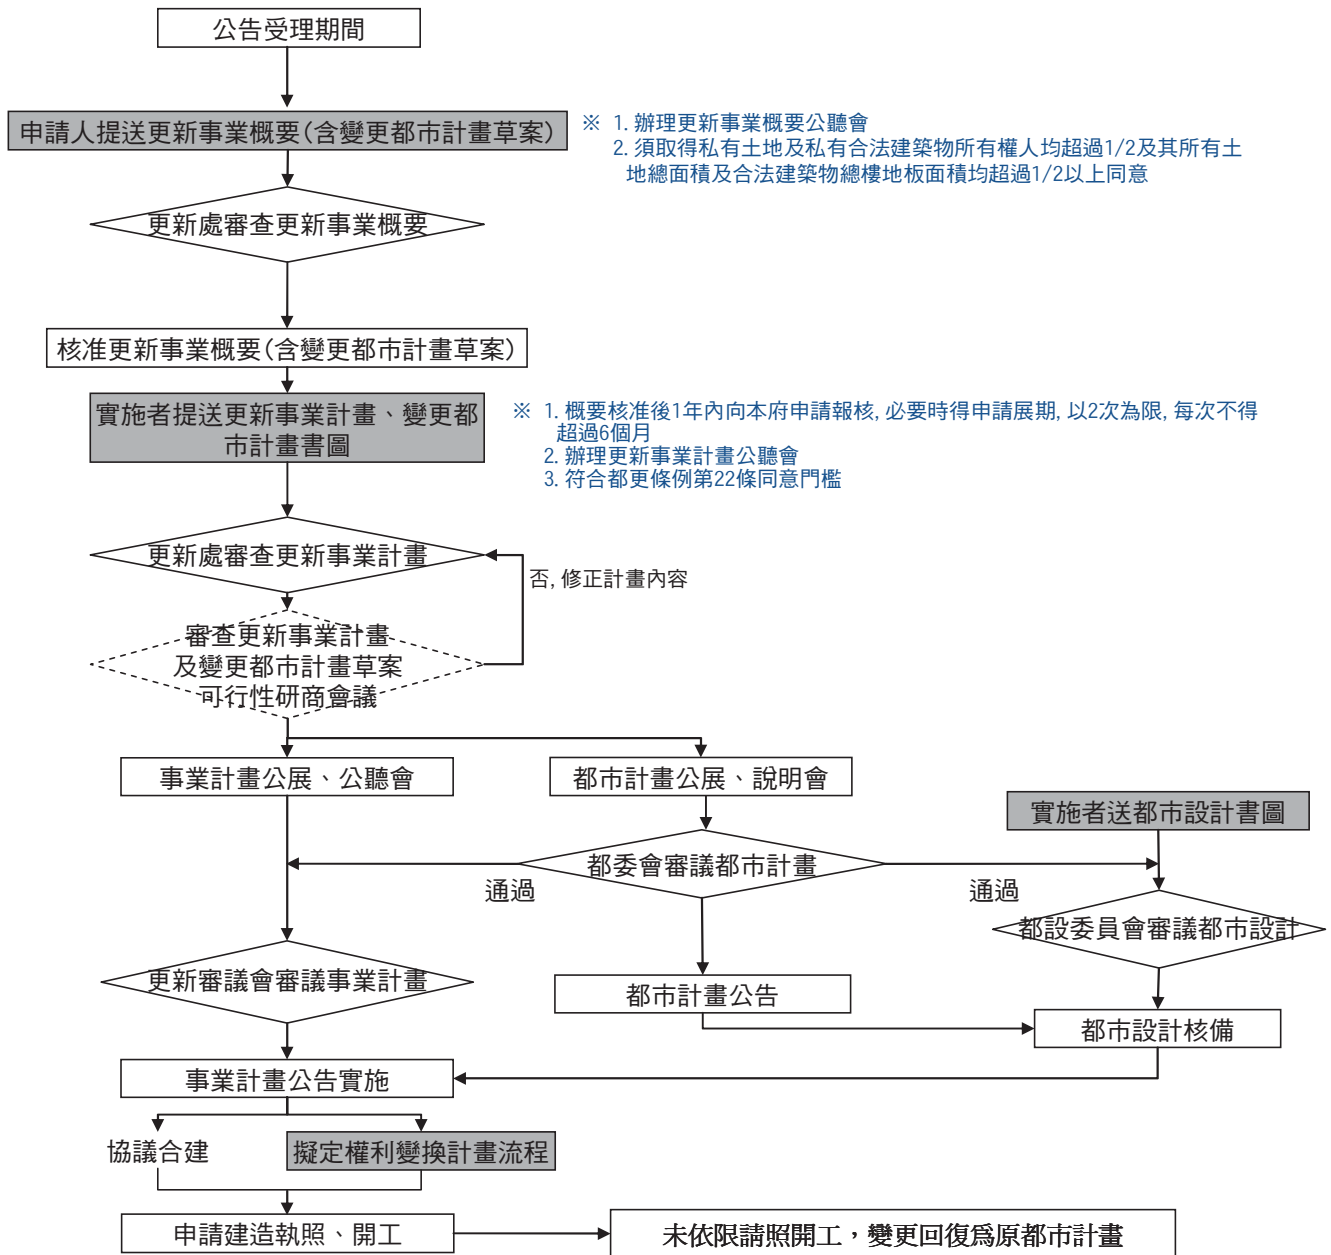 公告受理期間
申請人提送更新事業概要(含變更都市計畫草案)
※ 1. 辦理更新事業概要公聽會
2. 須取得私有土地及私有合法建築物所有權人均超過1/2及其所有土
地總面積及合法建築物總樓地板面積均超過1/2以上同意
更新處審查更新事業概要
核准更新事業概要(含變更都市計畫草案)
實施者提送更新事業計畫、變更都
市計畫書圖
※ 1. 概要核准後1年內向本府申請報核, 必要時得申請展期, 以2次為限, 每次不得
超過6個月
2. 辦理更新事業計畫公聽會
3. 符合都更條例第22條同意門檻
更新處審查更新事業計畫
否, 修正計畫內容
審查更新事業計畫
及變更都市計畫草案
可行性研商會議
事業計畫公展、公聽會
都市計畫公展、說明會
實施者送都市設計書圖
都委會審議都市計畫
通過
通過
都設委員會審議都市設計
更新審議會審議事業計畫
都市計畫公告
都市設計核備
事業計畫公告實施
協議合建
擬定權利變換計畫流程
申請建造執照、開工
未依限請照開工，變更回復為原都市計畫